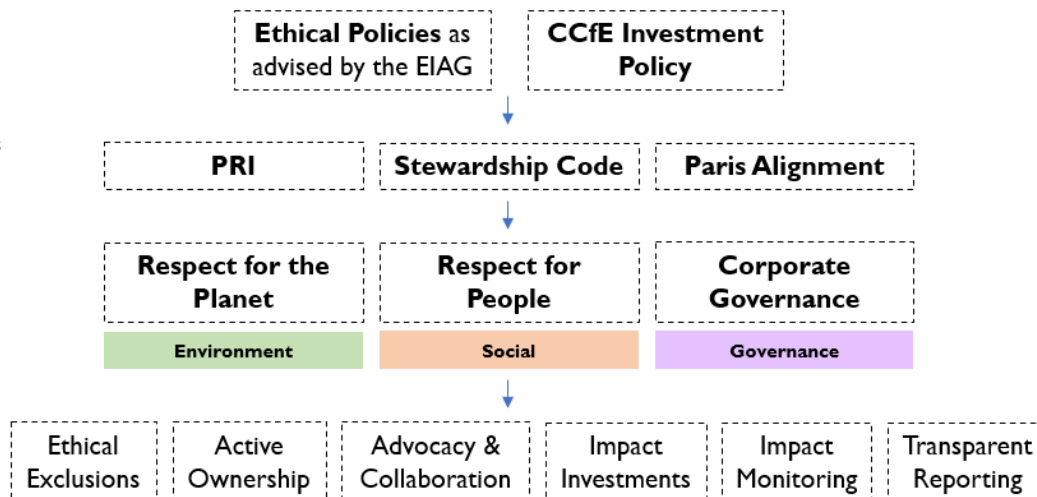 Ethical Policies as
advised by the EIAG
CCfE Investment
Policy
PRI
Stewardship Code
Paris Alignment
Respect for the
Planet
Respect for
People
Corporate
Governance
Environment
Social
Governance
Ethical
Exclusions
Active
Ownership
Advocacy &
Collaboration
Impact
Investments
Impact
Monitoring
Transparent
Reporting